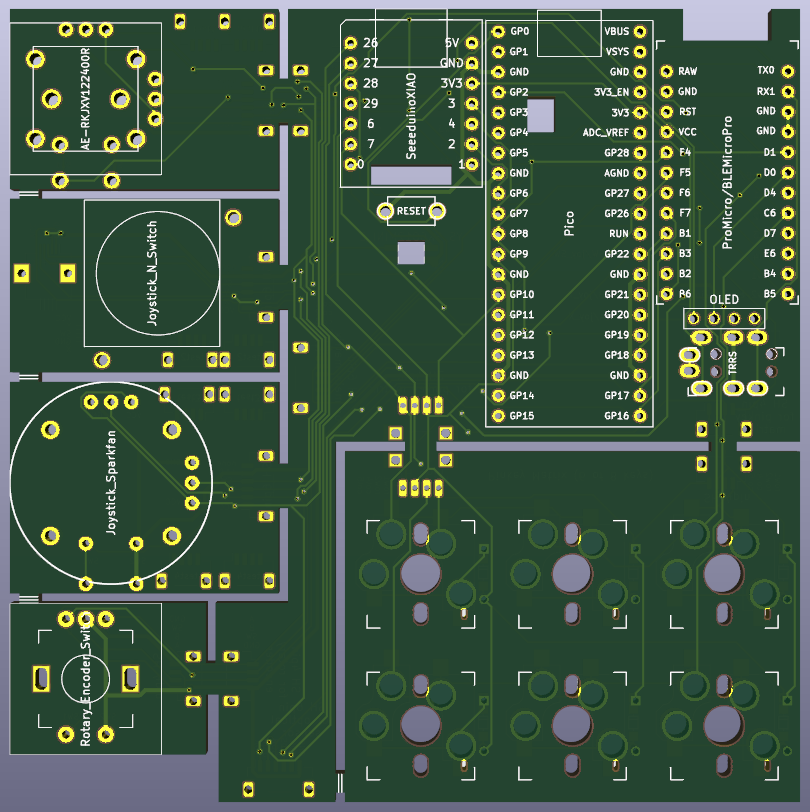 AE-RKJXV122400R
26
27
28
29
6
7
0
5V
GND
3V3
3
4
2
1
SeeeduinoXIAO
RESET
GP0
GP1
GND
GP2
GP3
GP4
GP5
GND
GP6
GP7
GP8
GP9
GND
GP10
GP11
GP12
GP13
GND
GP14
GP15
Pico
VBUS
VSYS
GND
3V3_EN
3V3
ADC_VREF
GP28
AGND
GP27
GP26
RUN
GP22
GND
GP21
GP20
GP19
GP18
GND
GP17
GP16
RAW
GND
RST
VCC
F4
F5
F6
F7
B1
B3
B2
B6
ProMicro/BLEMicroPro
TX0
RX1
GND
GND
D1
D0
D4
C6
D7
E6
B4
B5
OLED
TRRS
Joystick_N_Switch
Joystick_Sparkfan
Rotary_Encoder_Switch